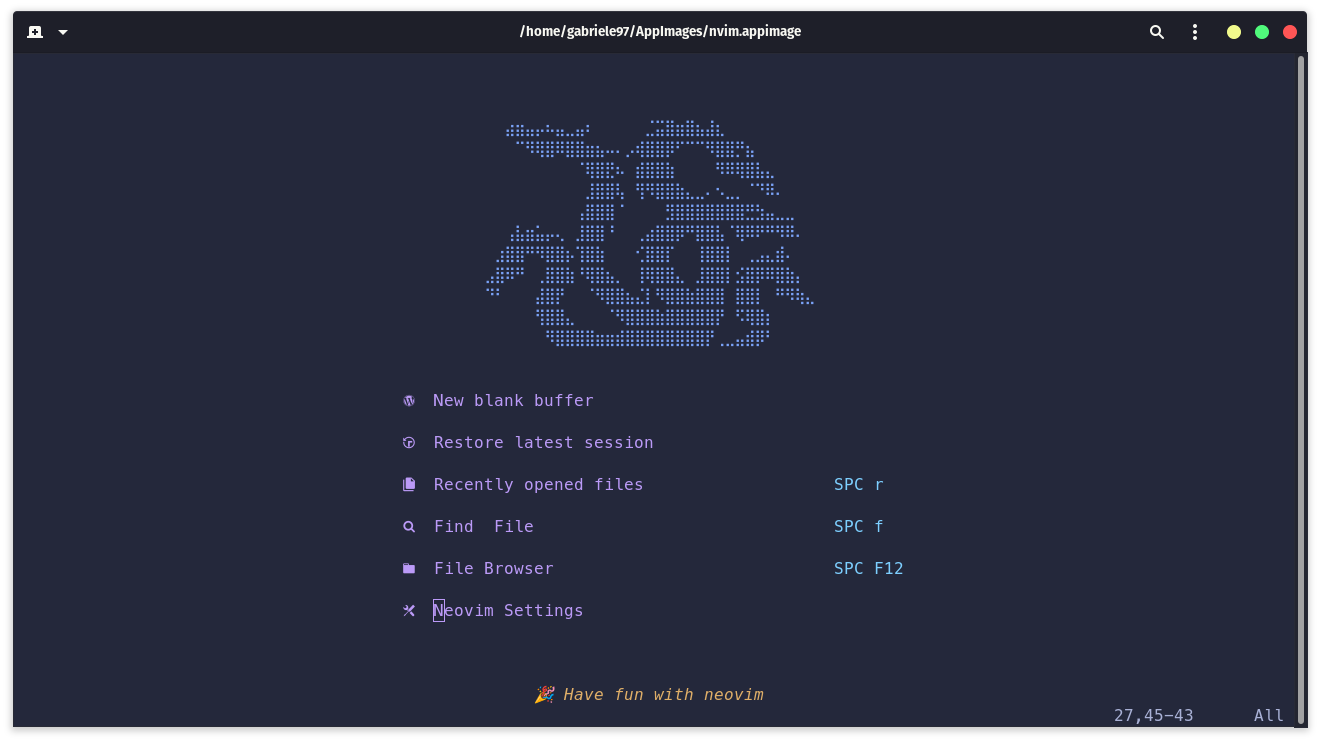 /home/gabriele97/AppImages/nvim.appimage
New blank buffer
Restore latest session
Recently opened files SPC r
Find  File SPC f
File Browser SPC F12
Neovim Settings
🎉 Have fun with neovim
27,45-43 All